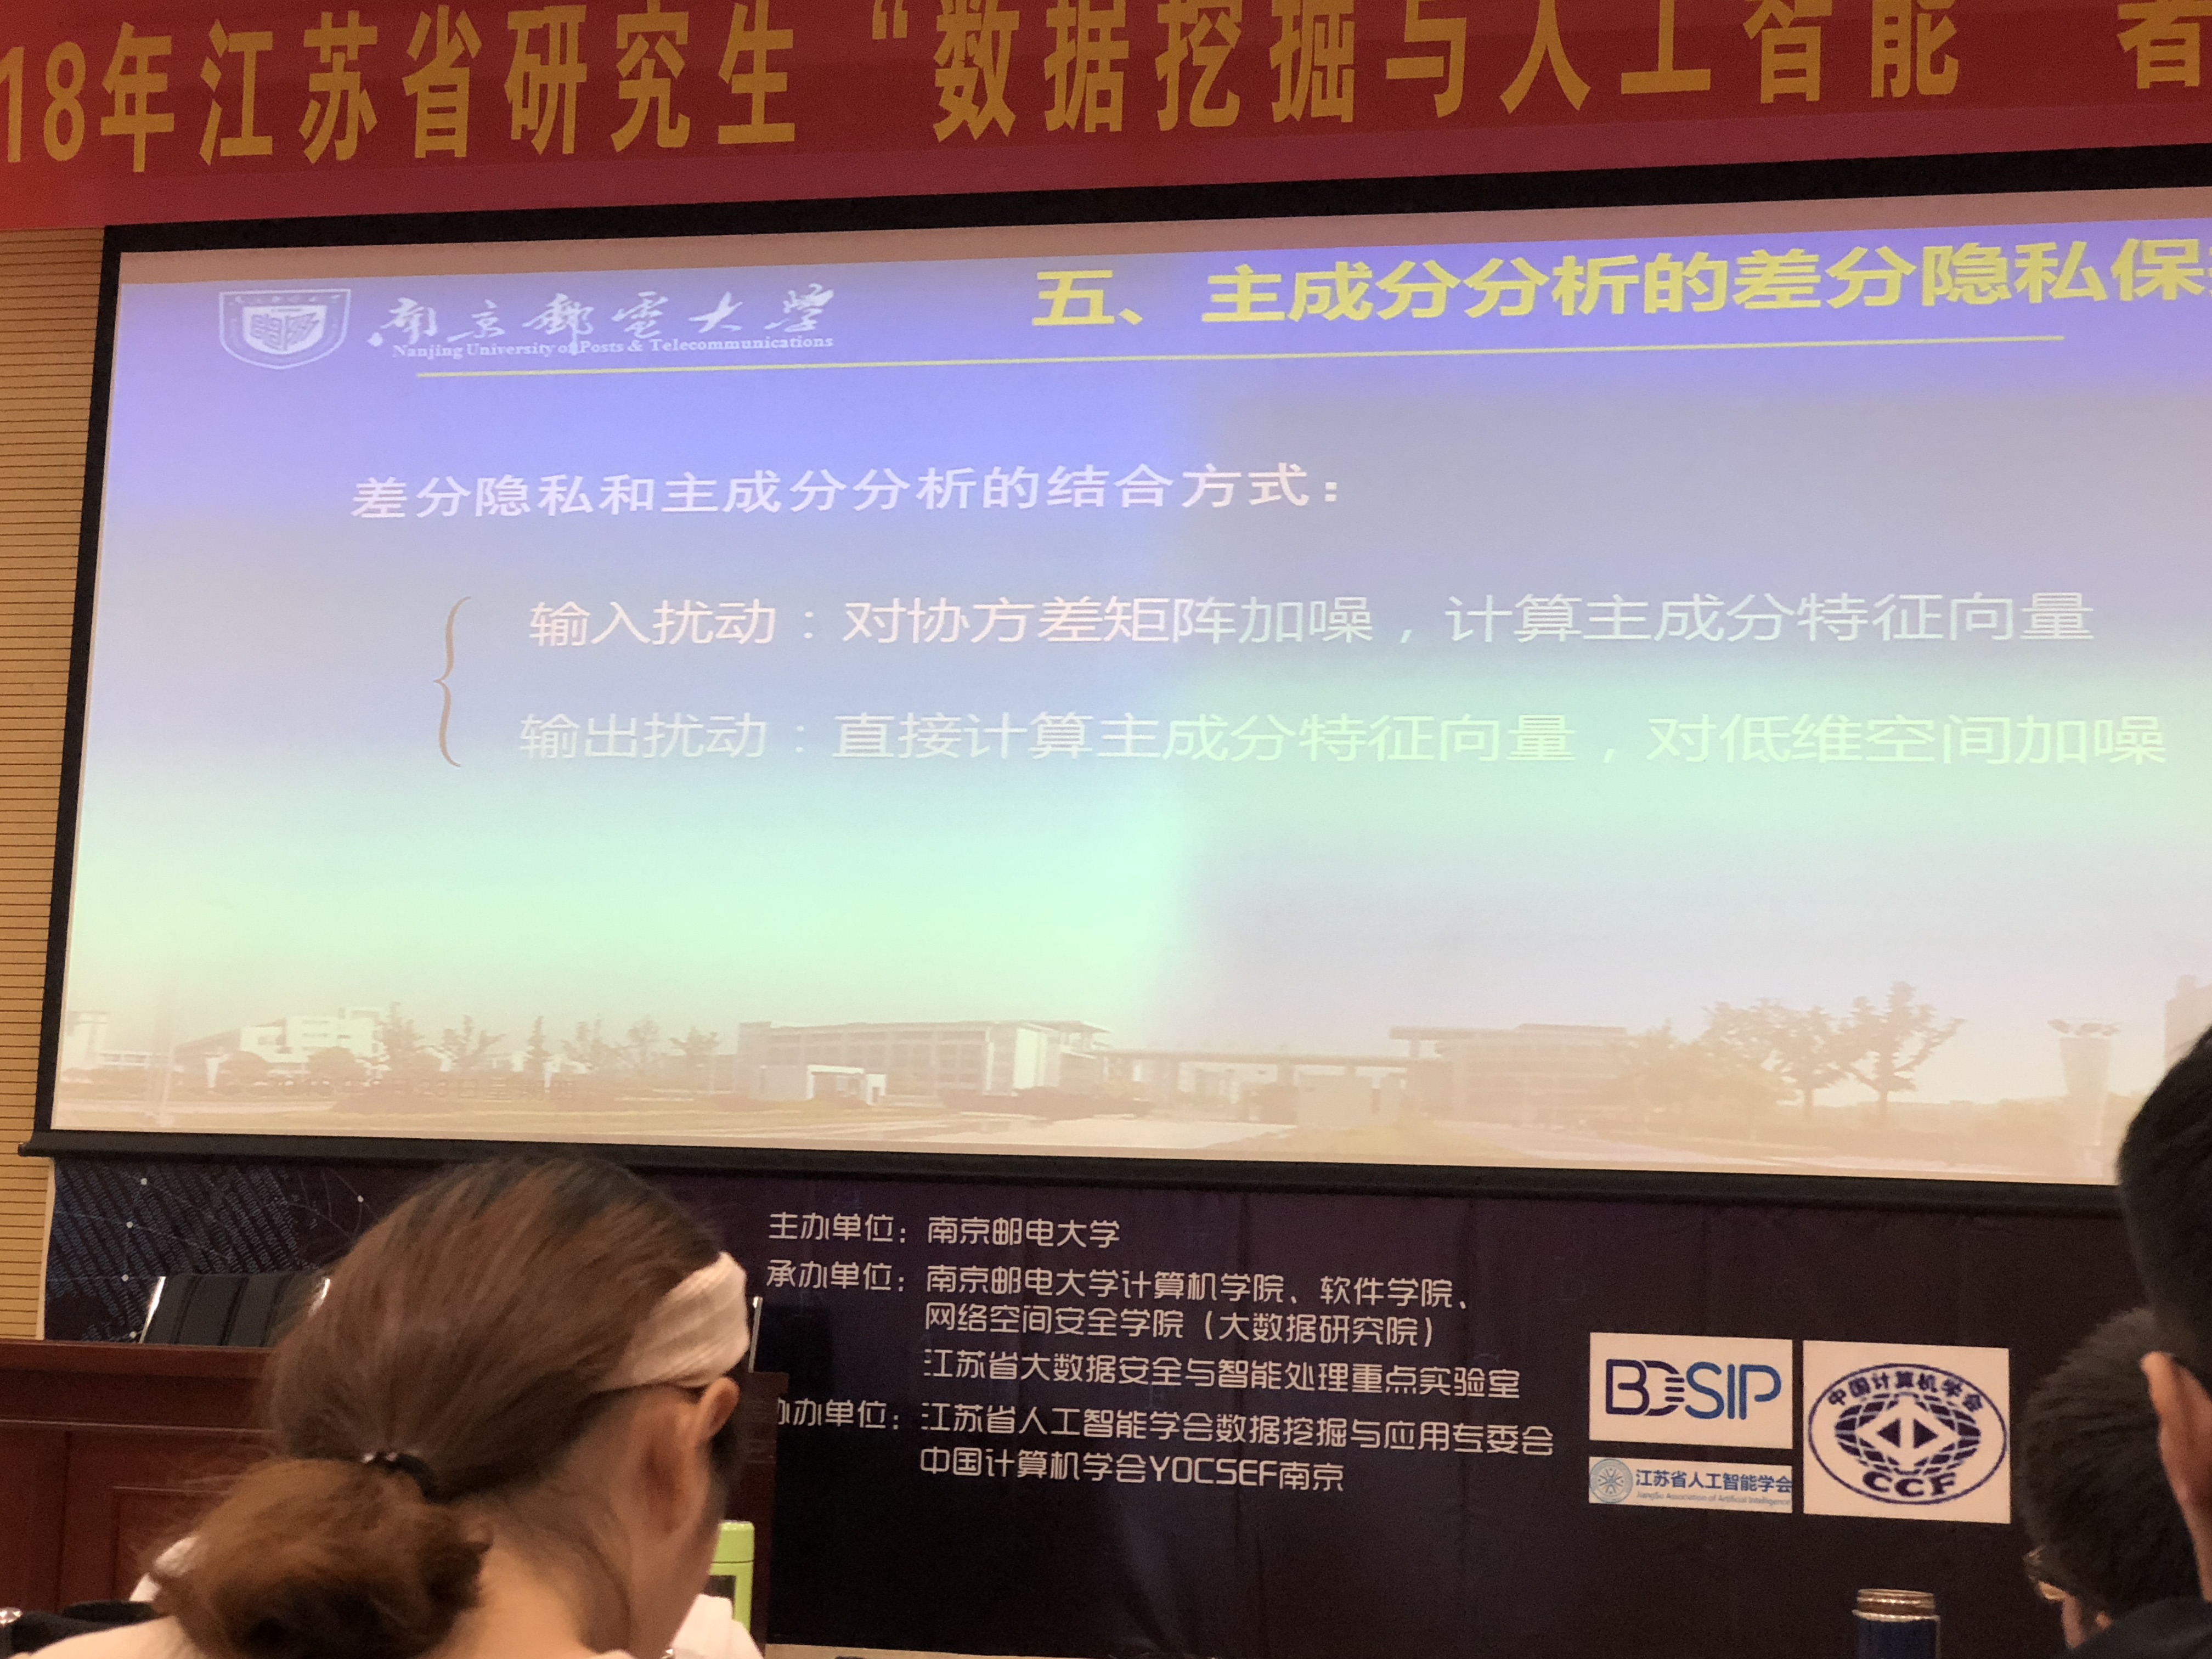 18年江苏省研究生“数据挖掘与人工智能
南京邮电大学
Nanjing University of Posts & Telecommunications
五、主成分分析的差分隐私保
差分隐私和主成分分析的结合方式：
输入扰动：对协方差矩阵加噪，计算主成分特征向量
输出扰动：直接计算主成分特征向量，对低维空间加噪
主办单位：南京邮电大学
承办单位：南京邮电大学计算机学院、软件学院、
网络空间安全学院（大数据研究院）
江苏省大数据安全与智能处理重点实验室
协办单位：江苏省人工智能学会数据挖掘与应用专委会
中国计算机学会YOCSEF南京
BDSIP
江苏省人工智能学会
JiangSu Association of Artificial Intelligence
中国计算机学会
CCF